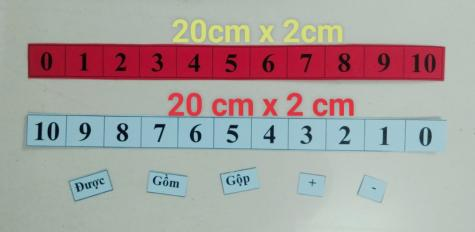 20cm x 2cm
0 1 2 3 4 5 6 7 8 9 10
20 cm x 2 cm
10 9 8 7 6 5 4 3 2 1 0
Được Gồm Gộp + -